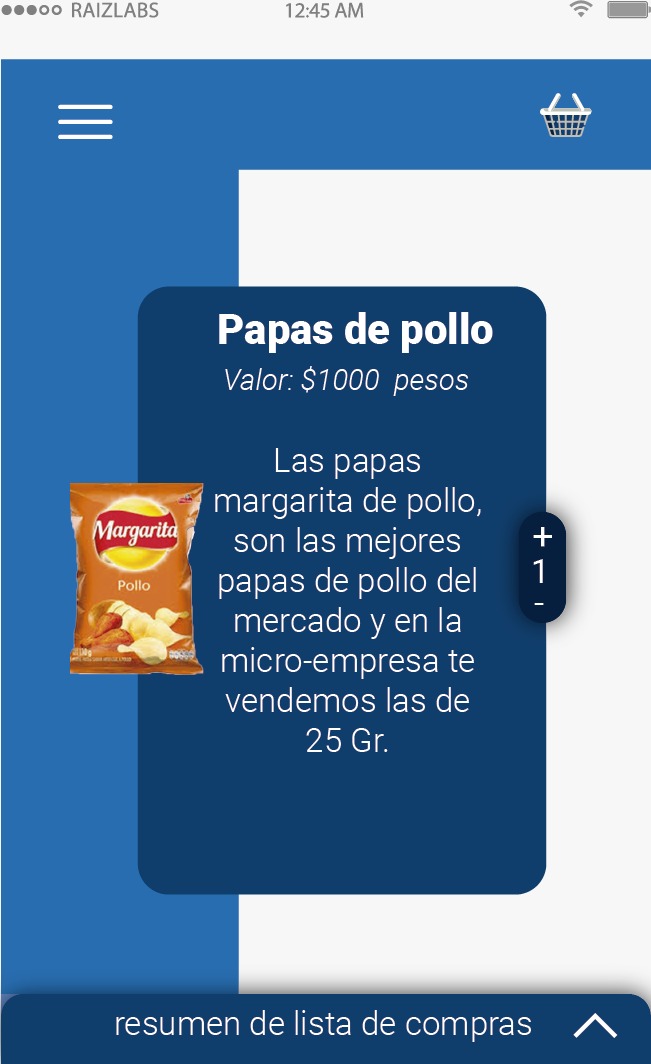 RAIZLABS 12:45 AM
Papas de pollo
Valor: $1000 pesos
Las papas
margarita de pollo,
son las mejores
papas de pollo del
mercado y en la
micro-empresa te
vendemos las de
25 Gr.
Margarita
Pollo
+
1
-
resumen de lista de compras